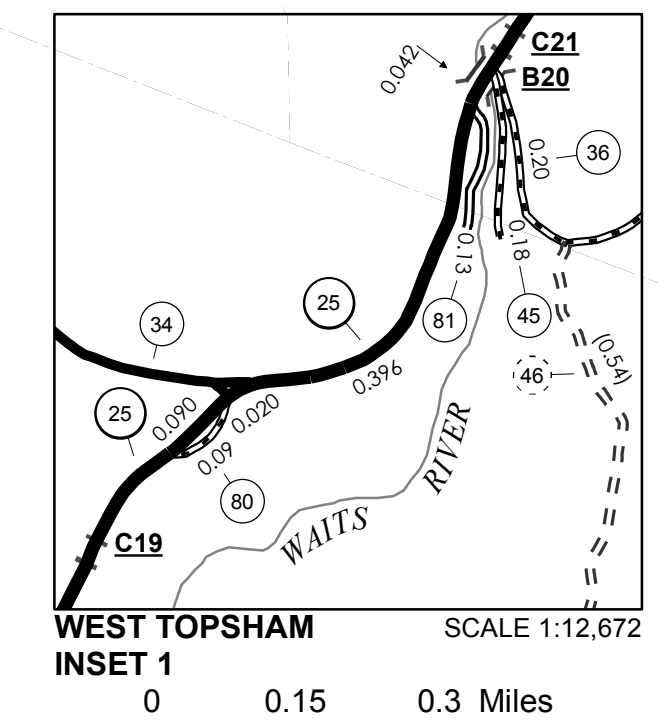 C21
0.042
B20
36
0.20
0.13
0.18
25
81
45
34
(0.54)
0.396
46
25
0.090
0.020
0.09
80
RIVER
WAITS
C19
WEST TOPSHAM
SCALE 1:12,672
INSET 1
0 0.15 0.3 Miles